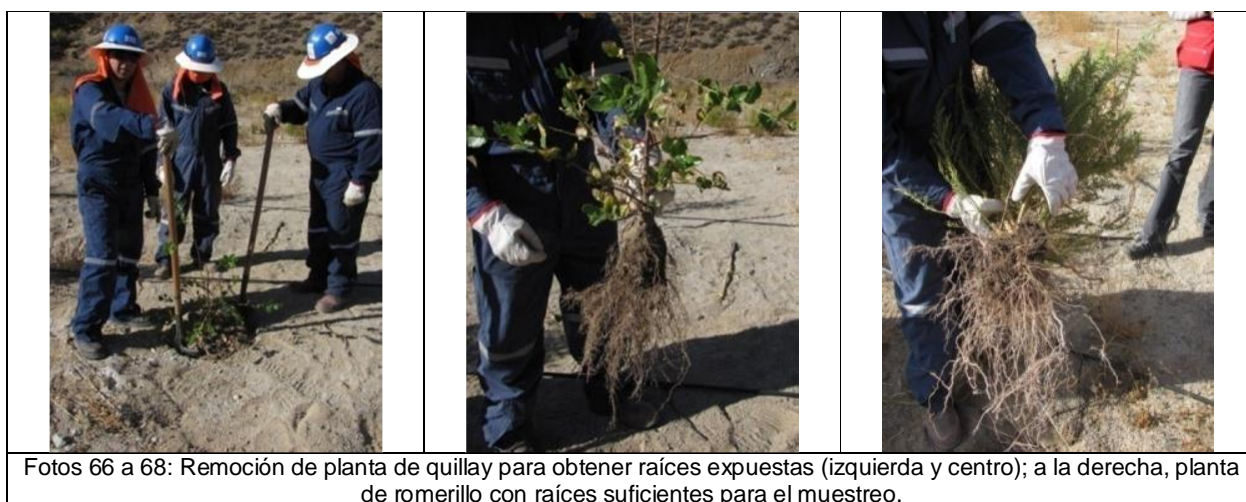 Fotos 66 a 68: Remoción de planta de quillay para obtener raíces expuestas (izquierda y centro); a la derecha, planta
de romerillo con raíces suficientes para el muestreo.